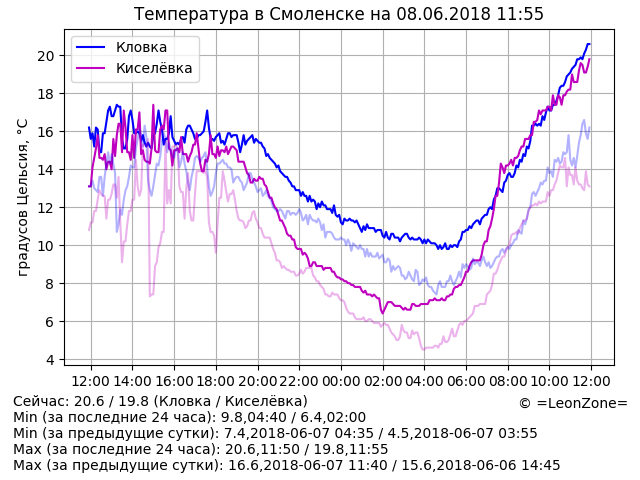 Температура в Смоленске на 08.06.2018 11:55
Кловка
Киселёвка
градусов Цельсия, °C
20
18
16
14
12
10
8
6
4
12:00 14:00 16:00 18:00 20:00 22:00 00:00 02:00 04:00 06:00 08:00 10:00 12:00
Сейчас: 20.6 / 19.8 (Кловка / Киселёвка)
© =LeonZone=
Min (за последние 24 часа): 9.8,04:40 / 6.4,02:00
Min (за предыдущие сутки): 7.4,2018-06-07 04:35 / 4.5,2018-06-07 03:55
Max (за последние 24 часа): 20.6,11:50 / 19.8,11:55
Max (за предыдущие сутки): 16.6,2018-06-07 11:40 / 15.6,2018-06-06 14:45